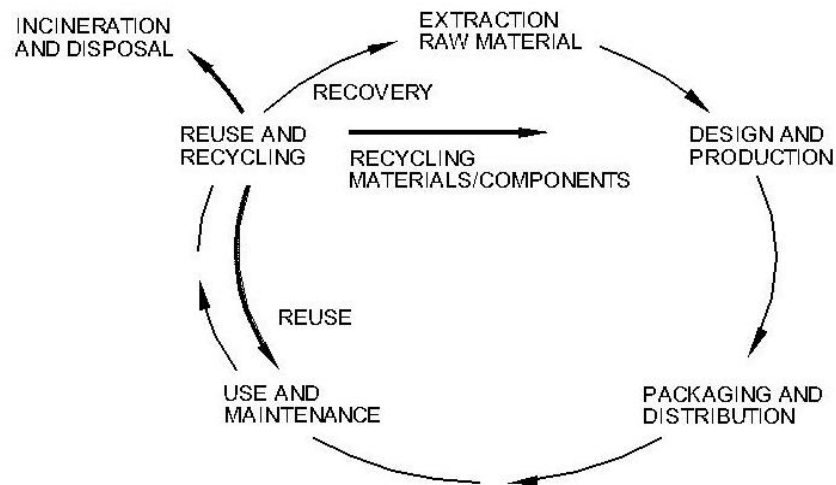 INCINERATION
AND DISPOSAL
EXTRACTION
RAW MATERIAL
RECOVERY
REUSE AND
RECYCLING
RECYCLING
MATERIALS/COMPONENTS
DESIGN AND
PRODUCTION
REUSE
USE AND
MAINTENANCE
PACKAGING AND
DISTRIBUTION